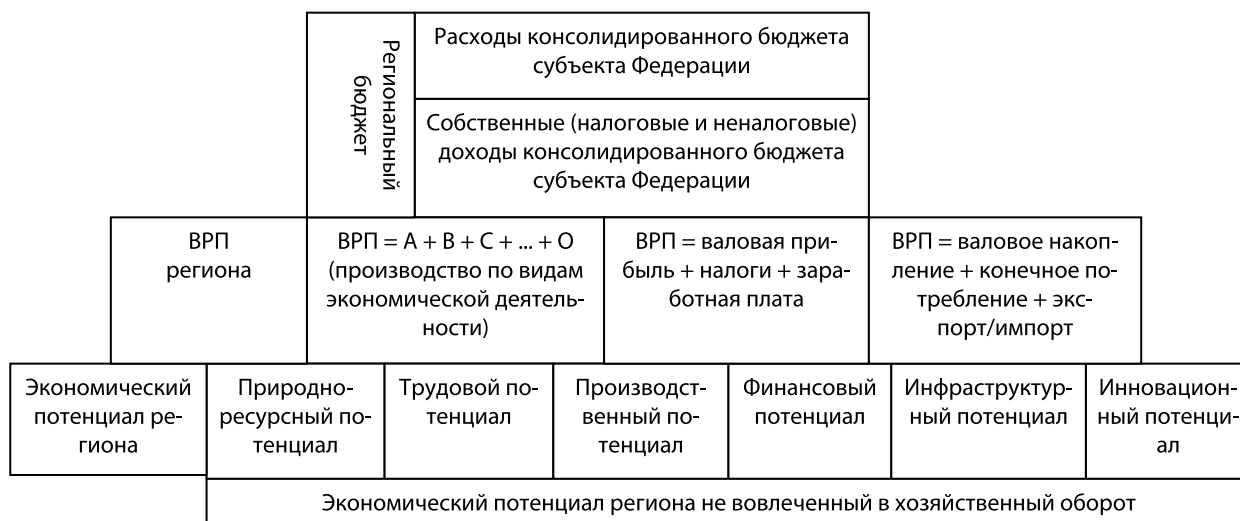 Региональный
бюджет
Расходы консолидированного бюджета
субъекта Федерации
Собственные (налоговые и неналоговые)
доходы консолидированного бюджета
субъекта Федерации
ВРП
региона
ВРП = A + B + C + ... + O
(производство по видам
экономической деятель-
ности)
ВРП = валовая при-
быль + налоги + зара-
ботная плата
ВРП = валовое накоп-
ление + конечное по-
требление + экс-
порт/импорт
Экономический
потенциал ре-
гиона
Природно-
ресурсный по-
тенциал
Трудовой по-
тенциал
Производст-
венный по-
тенциал
Финансовый
потенциал
Инфраструктур-
ный потенциал
Инновацион-
ный потенци-
ал
Экономический потенциал региона не вовлеченный в хозяйственный оборот